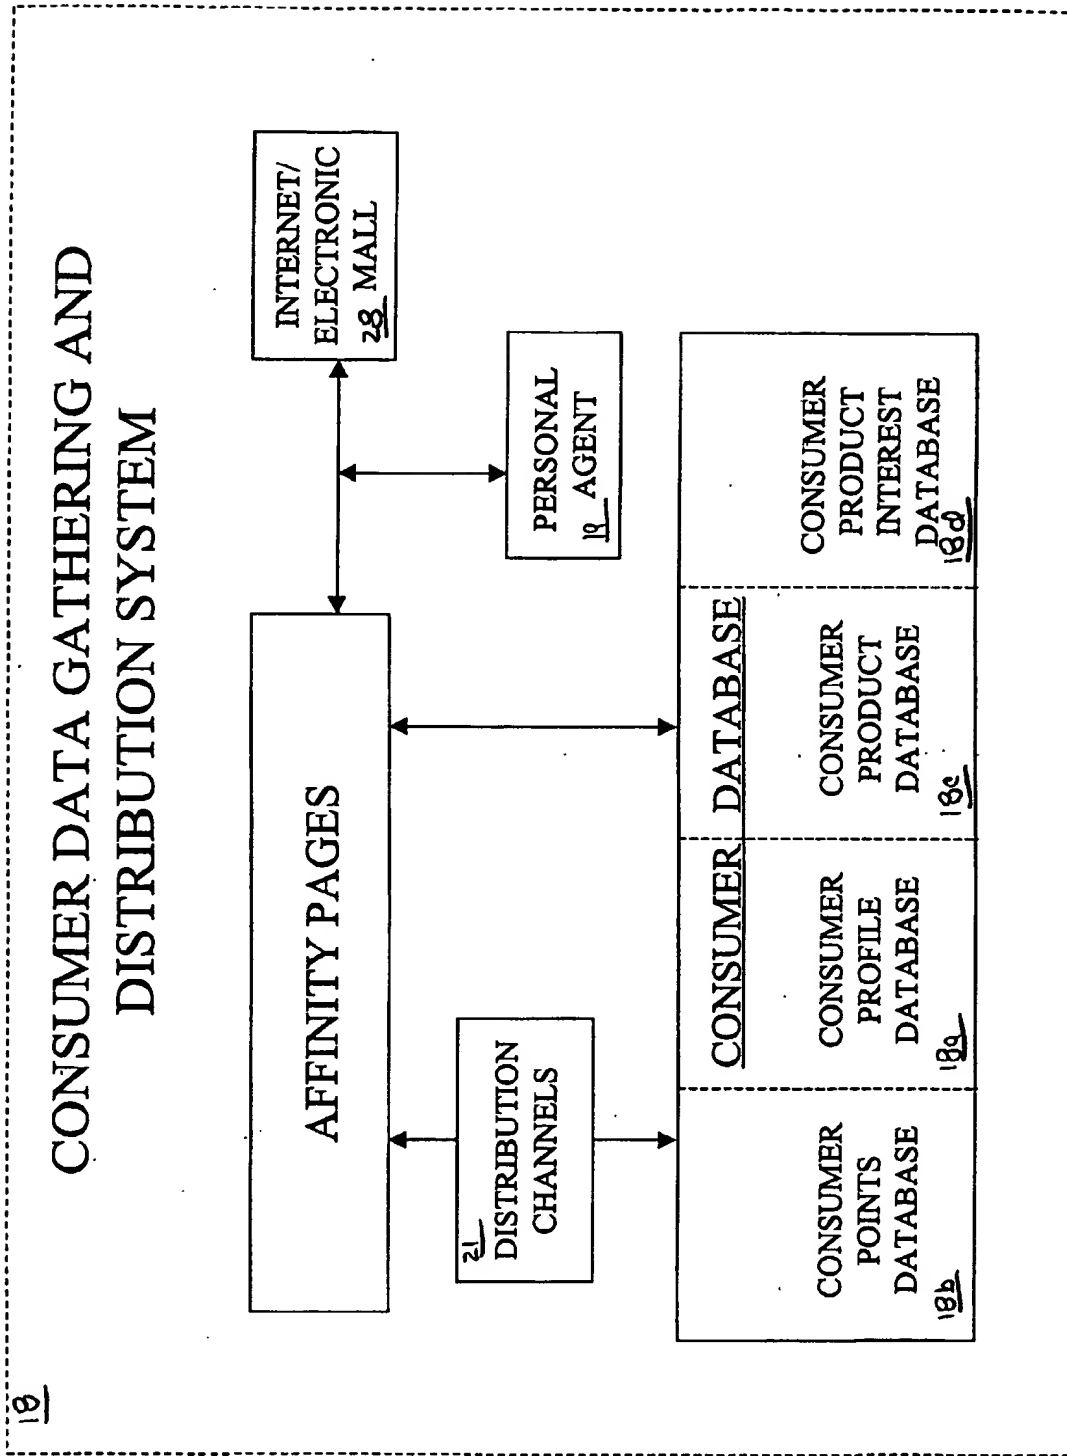 18
CONSUMER DATA GATHERING AND
DISTRIBUTION SYSTEM
AFFINITY PAGES
INTERNET/
ELECTRONIC
28 MALL
21
DISTRIBUTION
CHANNELS
PERSONAL
19 AGENT
CONSUMER DATABASE
CONSUMER
POINTS
DATABASE
18b
CONSUMER
PROFILE
DATABASE
18a
CONSUMER
PRODUCT
DATABASE
18c
CONSUMER
PRODUCT
INTEREST
DATABASE
18d